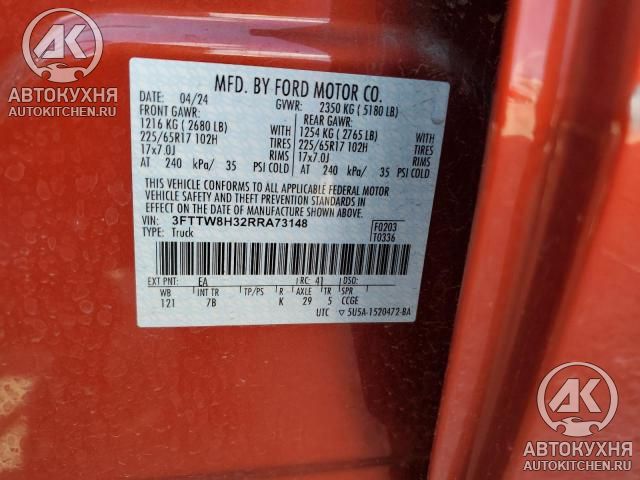 AK
АВТОКУХНЯ
AUTOKITCHEN.RU
MFD. BY FORD MOTOR CO.
DATE: 04/24 GVWR: 2350 KG ( 5180 LB)
FRONT GAWR: REAR GAWR:
1216 KG (2680 LB) WITH 1254 KG (2765 LB) WITH
225/65R17 102H TIRES 225/65R17 102H TIRES
17x7.0J RIMS 17x7.0J RIMS
AT 240 kPa/ 35 PSI COLD AT 240 kPa/ 35 PSI COLD
THIS VEHICLE CONFORMS TO ALL APPLICABLE FEDERAL MOTOR
VEHICLE SAFETY AND THEFT PREVENTION STANDARDS IN
EFFECT ON THE DATE OF MANUFACTURE SHOWN ABOVE.
VIN: 3FTTW8H32RRA73148 F0203
TYPE: Truck T0336
EXT PNT: EA RC: 41 DSO:
WB INT TR TP/PS R AXLE TR SPR
121 7B K 29 5 CCGE
UTC ▽ 5U5A-1520472-BA
AK
АВТОКУХНЯ
AUTOKITCHEN.RU